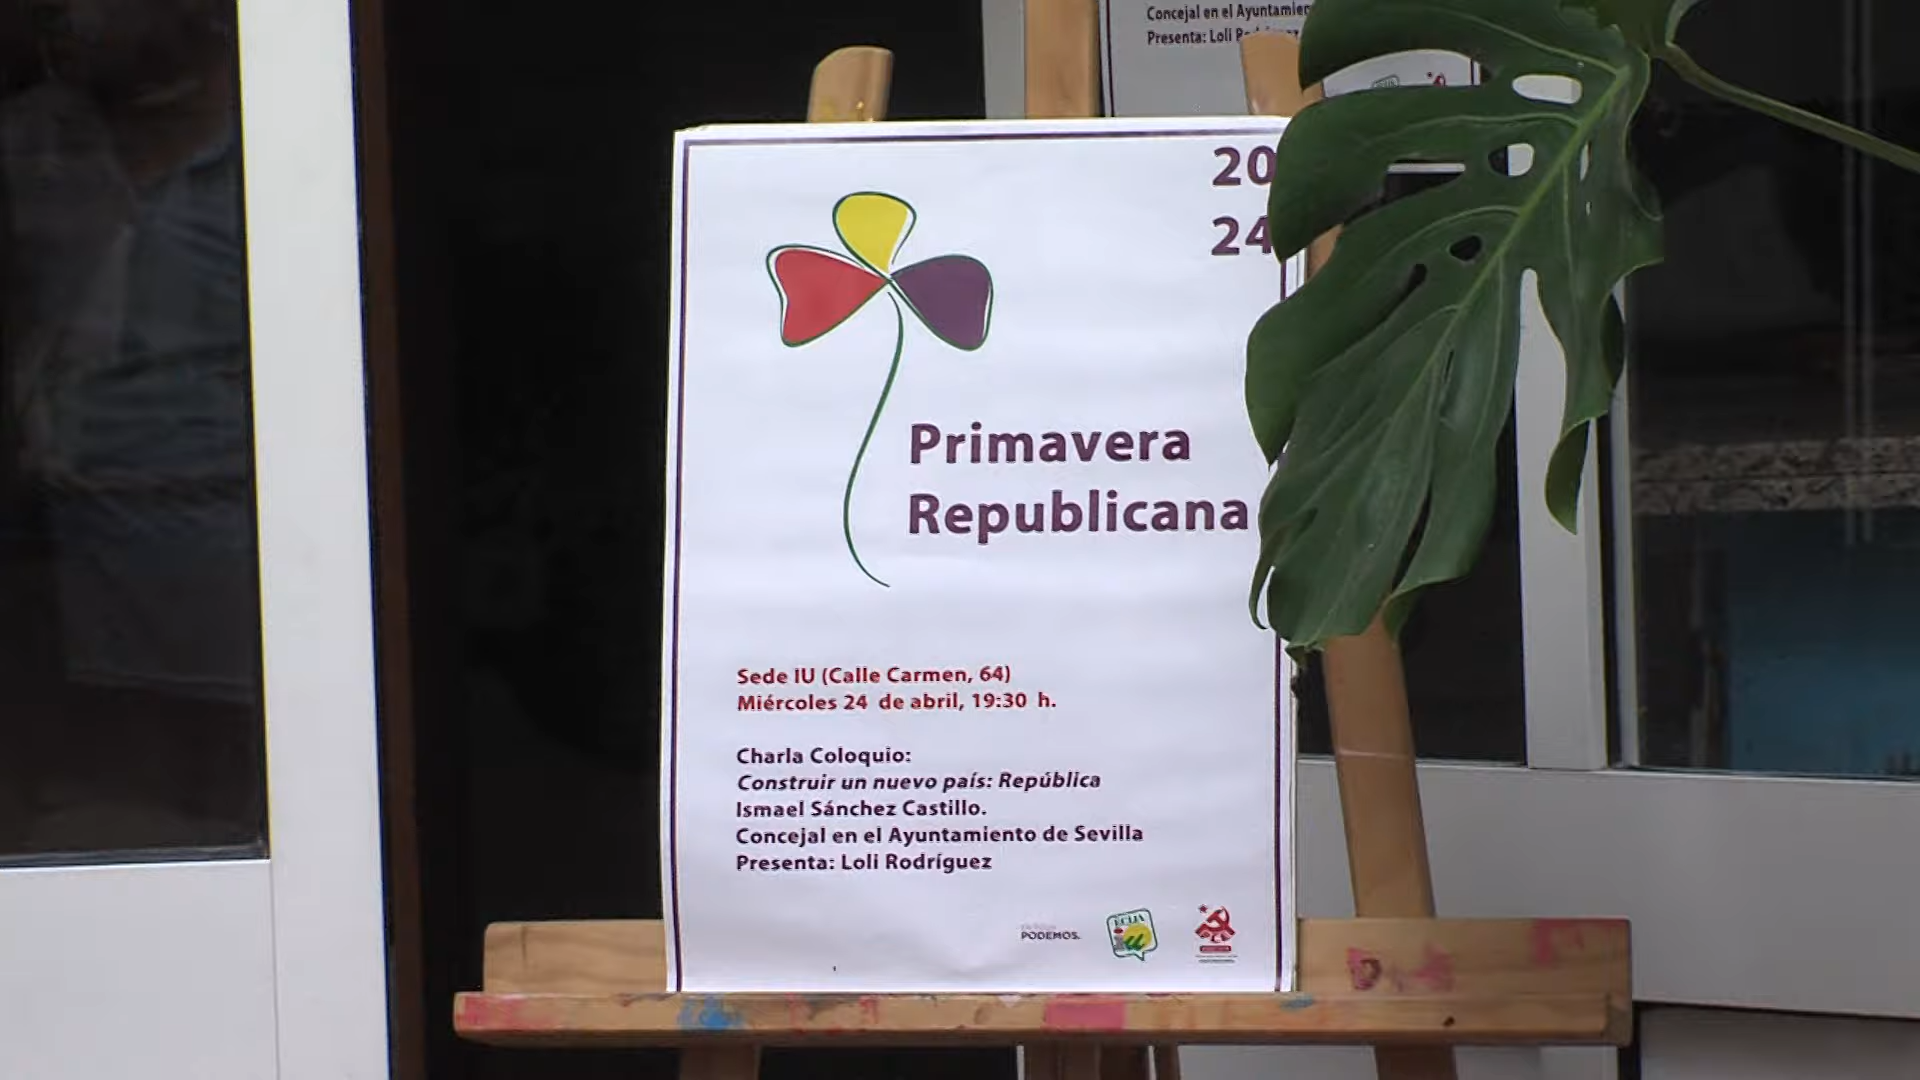 Concejal en el Ayuntamien
Presenta: Loli
20
24
Primavera
Republicana
Sede IU (Calle Carmen, 64)
Miércoles 24 de abril, 19:30 h.
Charla Coloquio:
Construir un nuevo país: República
Ismael Sánchez Castillo.
Concejal en el Ayuntamiento de Sevilla
Presenta: Loli Rodríguez
PODEMOS.
ECIJA
iu